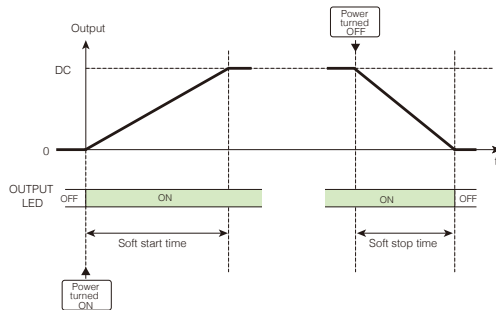 Power
turned
OFF
Output
DC
0
t
OUTPUT
LED
OFF
ON
ON
OFF
Soft start time
Soft stop time
Power
turned
ON